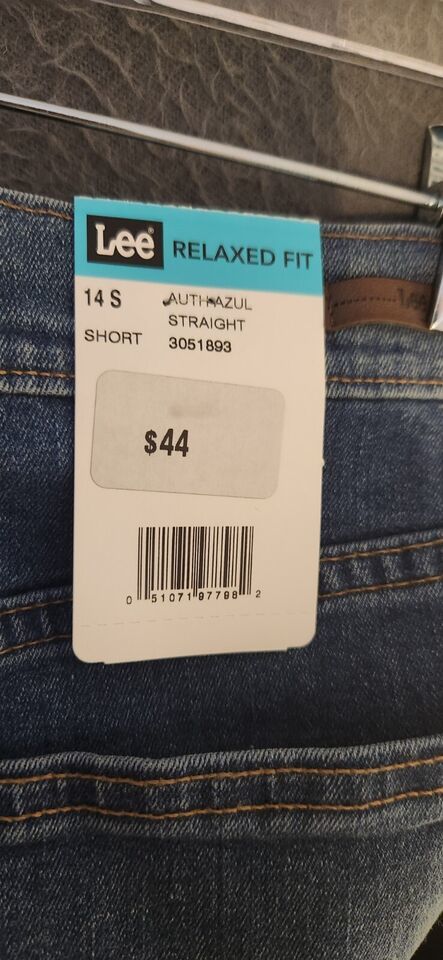 Lee® RELAXED FIT
14 S AUTH AZUL
STRAIGHT
SHORT 3051893
$44
0 51071 97798 2